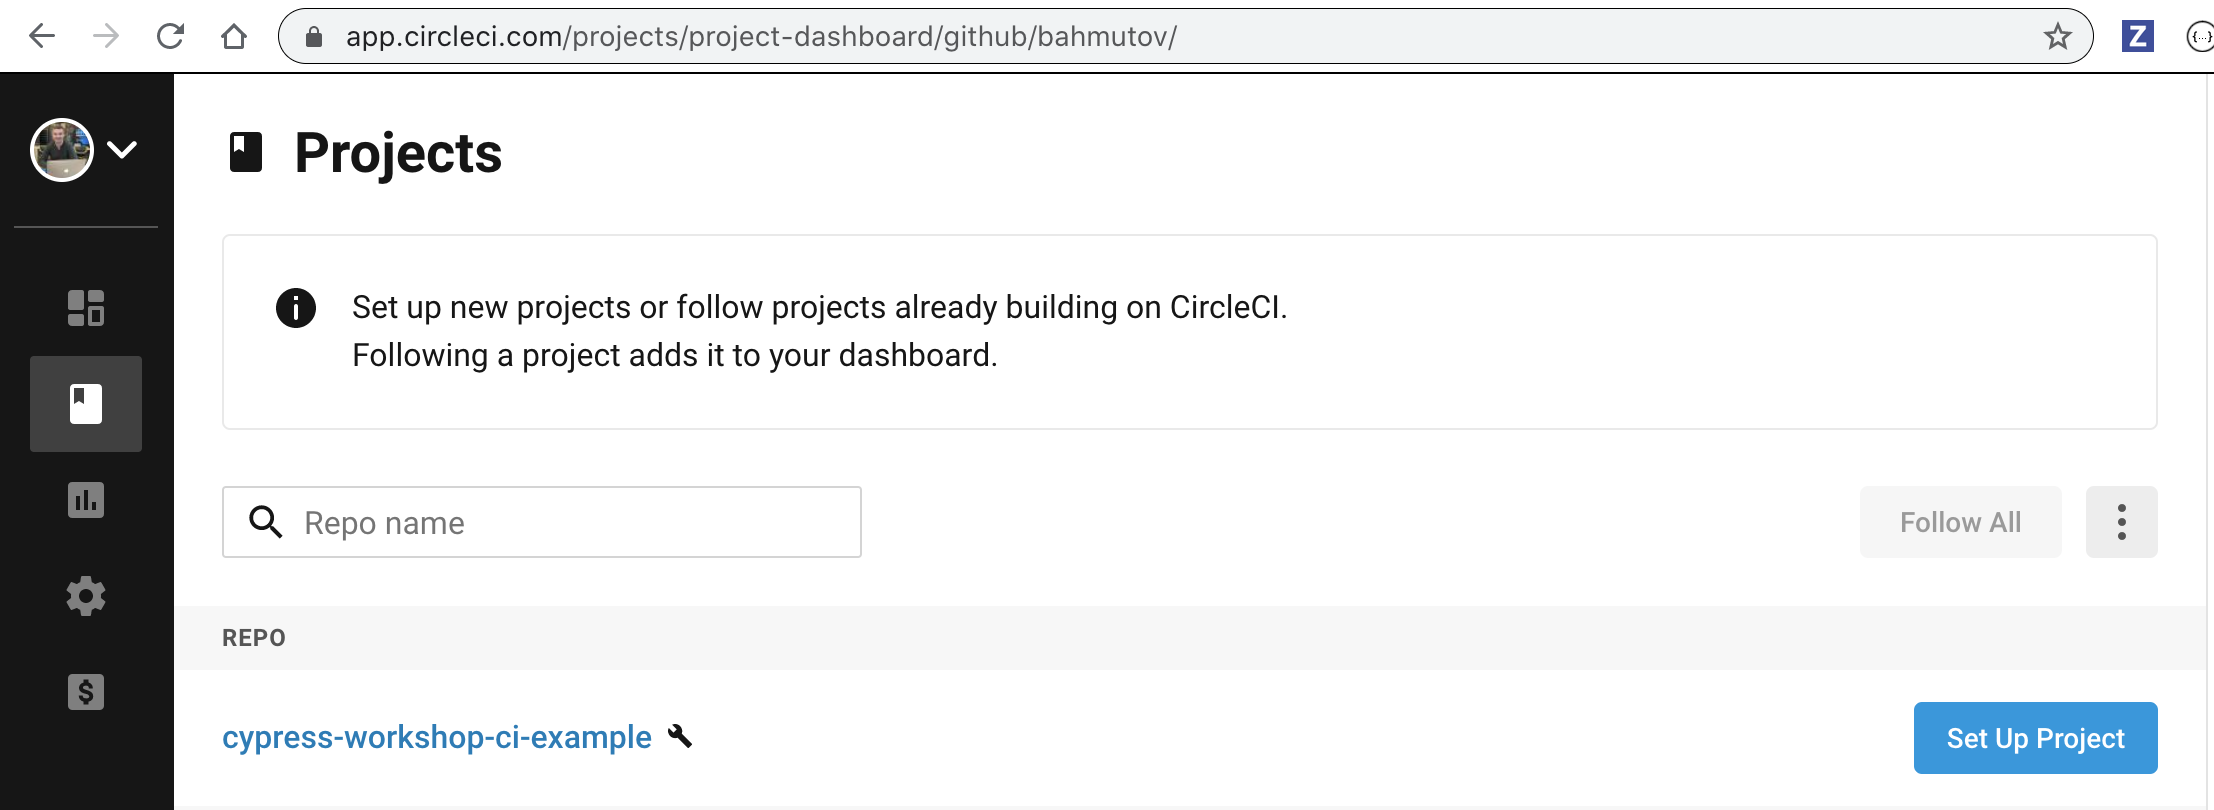 app.circleci.com/projects/project-dashboard/github/bahmutov/
Z
{...}
Projects
Set up new projects or follow projects already building on CircleCI.
Following a project adds it to your dashboard.
Repo name
Follow All
REPO
cypress-workshop-ci-example
Set Up Project